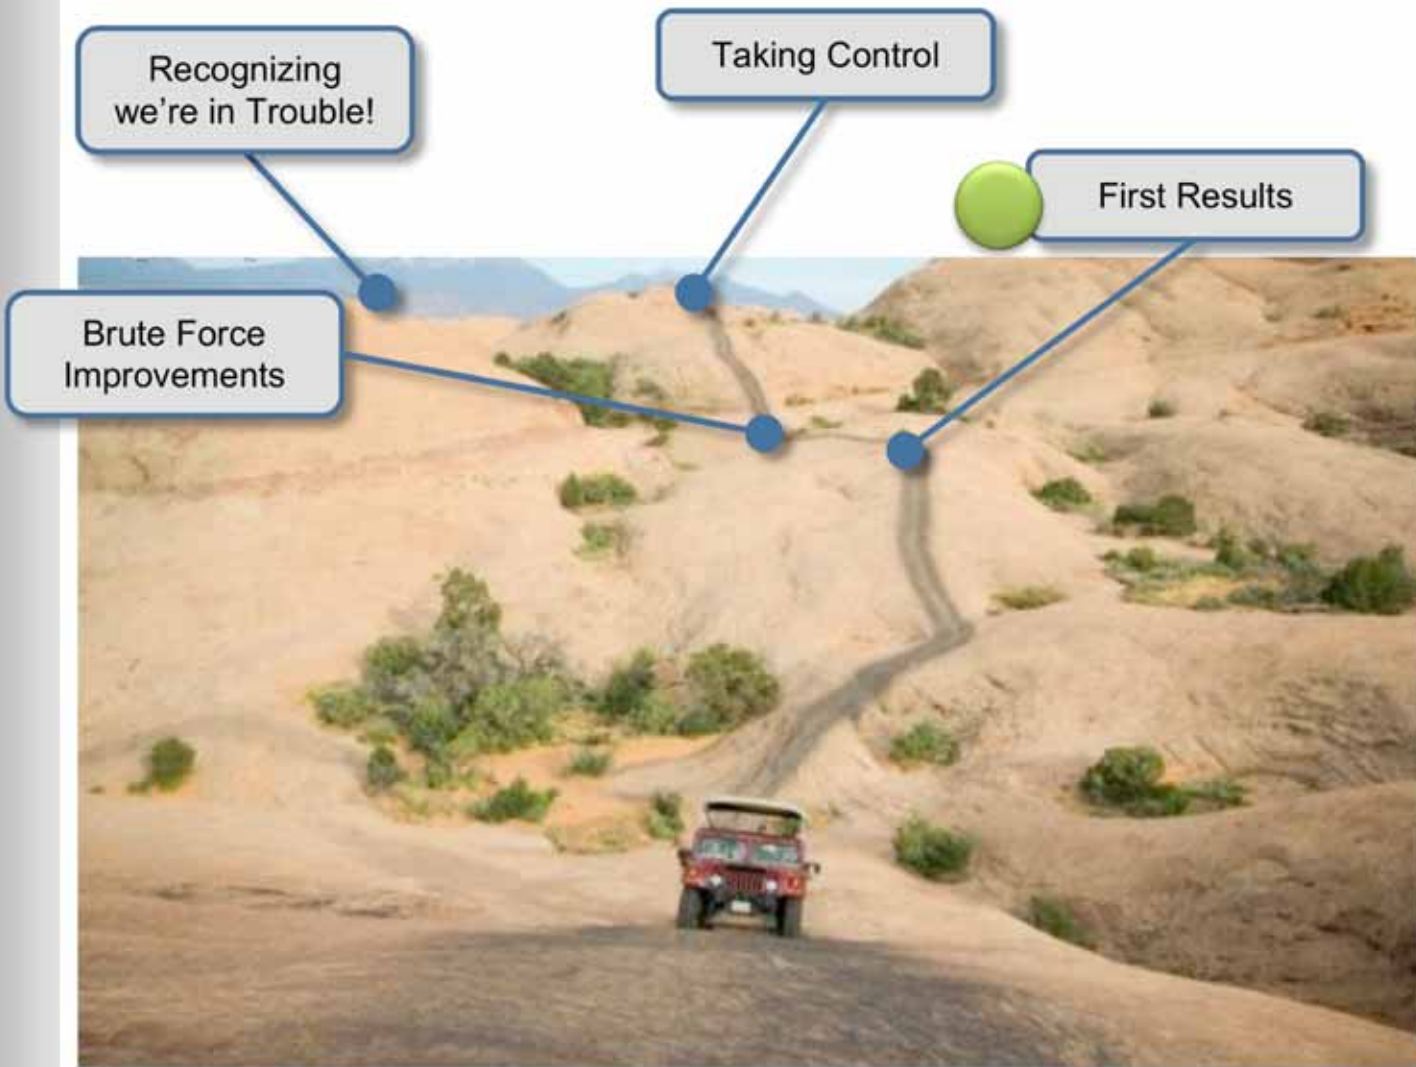 Recognizing
we're in Trouble!
Taking Control
First Results
Brute Force
Improvements